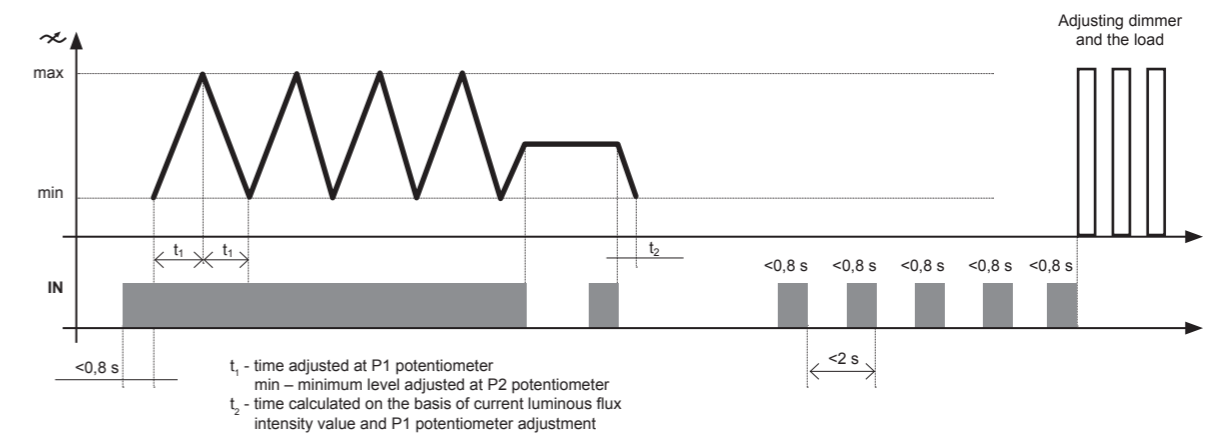 Adjusting dimmer
and the load
max
min
t₁ t₁
t₂
<0,8 s <0,8 s <0,8 s <0,8 s <0,8 s
IN
<0,8 s
<2 s
t₁ - time adjusted at P1 potentiometer
min – minimum level adjusted at P2 potentiometer
t₂ - time calculated on the basis of current luminous flux
intensity value and P1 potentiometer adjustment